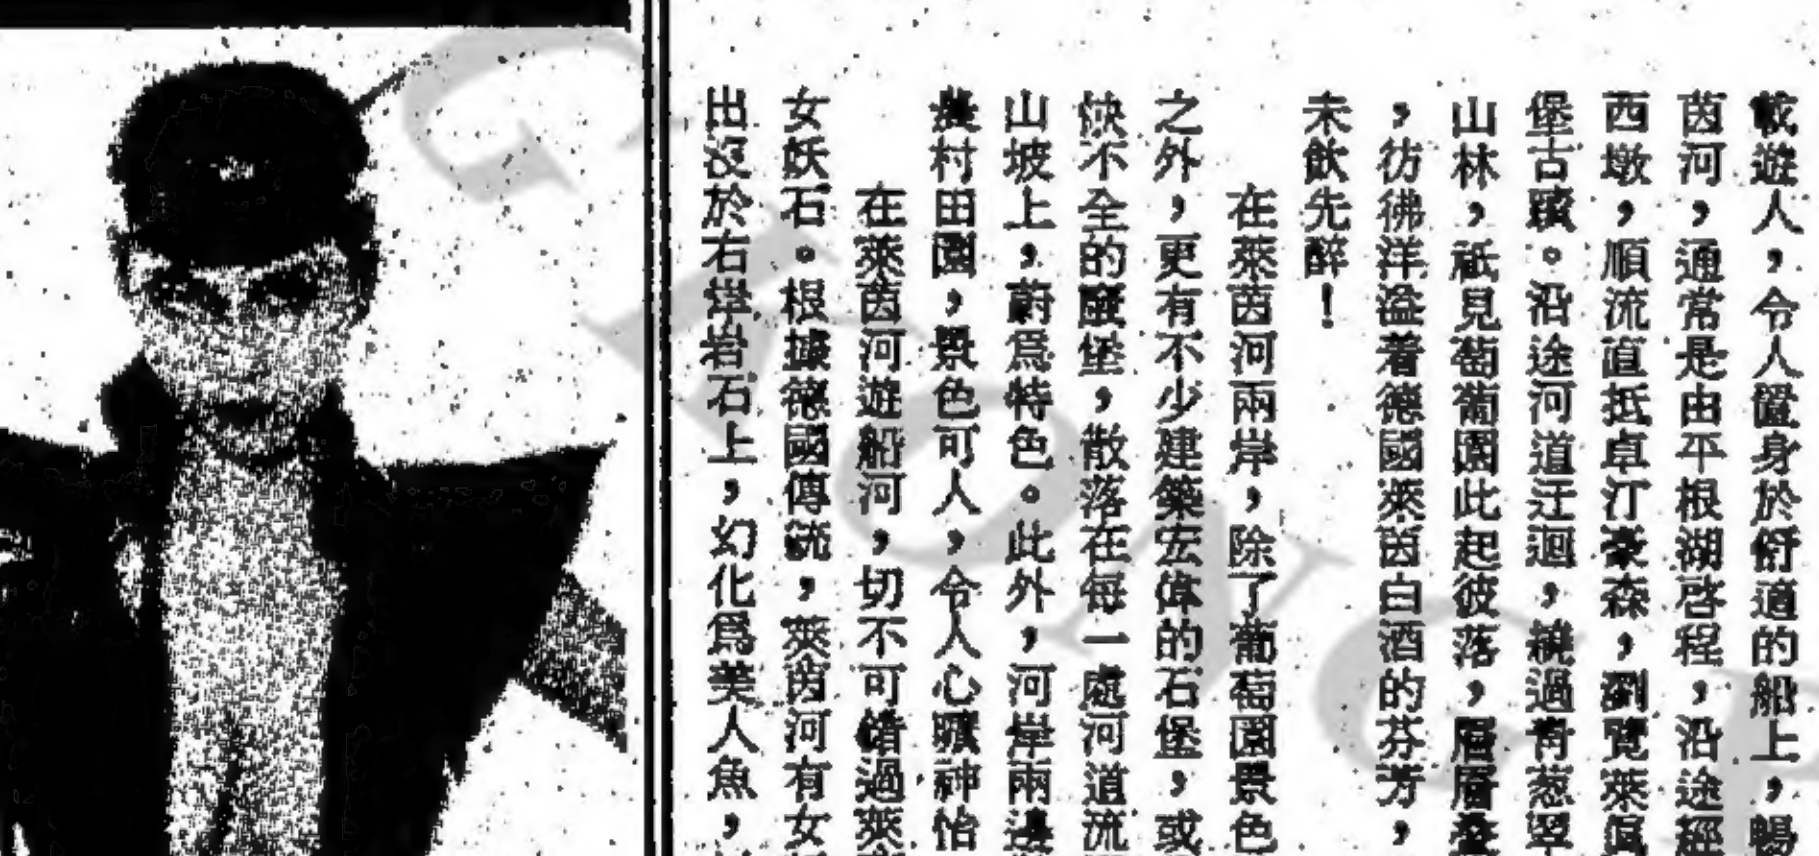 載遊人，令人置身於舒適的船上，暢
茵河，通常是由平根湖啓程，沿途經
西墩，順流直抵卓汀豪森，瀏覽萊茵
堡古蹟。沿途河道迂迴，繞過青葱翠
山林，祇見葡萄園此起彼落，層層叠
，彷彿洋溢着德國萊茵白酒的芬芳，
未飲先醉！
在萊茵河兩岸，除了葡萄園景色
之外，更有不少建築宏偉的石堡，或
缺不全的廢堡，散落在每一處河道流
山坡上，蔚爲特色。此外，河岸兩邊
農村田園，景色可人，令人心曠神怡
在萊茵河遊船河，切不可錯過萊
女妖石。根據德國傳統，萊茵河有女
出沒於右岸岩石上，幻化爲美人魚，